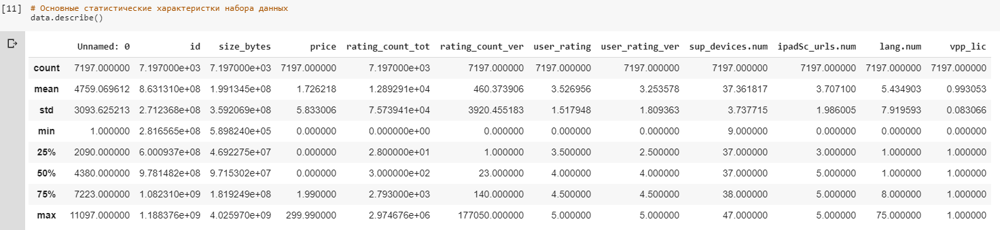 [11] # Основные статистические характеристки набора данных
data.describe()
Unnamed: 0 id size_bytes price rating_count_tot rating_count_ver user_rating user_rating_ver sup_devices.num ipadSc_urls.num lang.num vpp_lic
count 7197.000000 7.197000e+03 7.197000e+03 7197.000000 7.197000e+03 7197.000000 7197.000000 7197.000000 7197.000000 7197.000000 7197.000000 7197.000000
mean 4759.069612 8.631310e+08 1.991345e+08 1.726218 1.289291e+04 460.373906 3.526956 3.253578 37.361817 3.707100 5.434903 0.993053
std 3093.625213 2.712368e+08 3.592069e+08 5.833006 7.573941e+04 3920.455183 1.517948 1.809363 3.737715 1.986005 7.919593 0.083066
min 1.000000 2.816565e+08 5.898240e+05 0.000000 0.000000e+00 0.000000 0.000000 0.000000 9.000000 0.000000 0.000000 0.000000
25% 2090.000000 6.000937e+08 4.692275e+07 0.000000 2.800000e+01 1.000000 3.500000 2.500000 37.000000 3.000000 1.000000 1.000000
50% 4380.000000 9.781482e+08 9.715302e+07 0.000000 3.000000e+02 23.000000 4.000000 4.000000 37.000000 5.000000 1.000000 1.000000
75% 7223.000000 1.082310e+09 1.819249e+08 1.990000 2.793000e+03 140.000000 4.500000 4.500000 38.000000 5.000000 8.000000 1.000000
max 11097.000000 1.188376e+09 4.025970e+09 299.990000 2.974676e+06 177050.000000 5.000000 5.000000 47.000000 5.000000 75.000000 1.000000